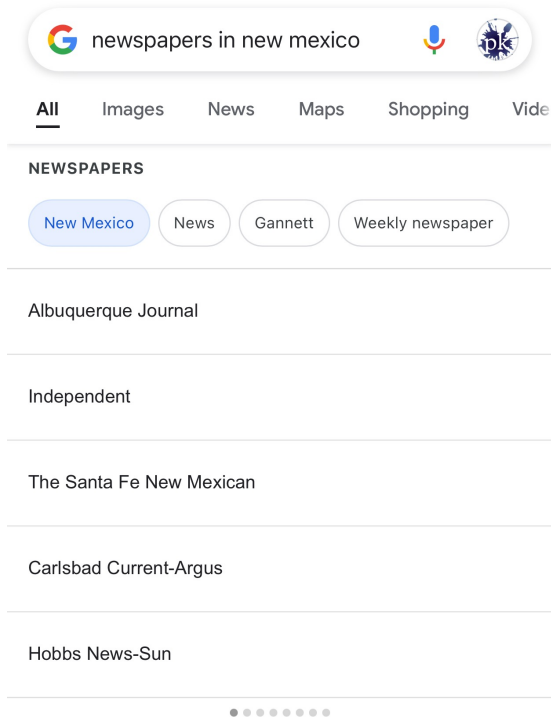 newspapers in new mexico
pk
All Images News Maps Shopping Vide
NEWSPAPERS
New Mexico News Gannett Weekly newspaper
Albuquerque Journal
Independent
The Santa Fe New Mexican
Carlsbad Current-Argus
Hobbs News-Sun